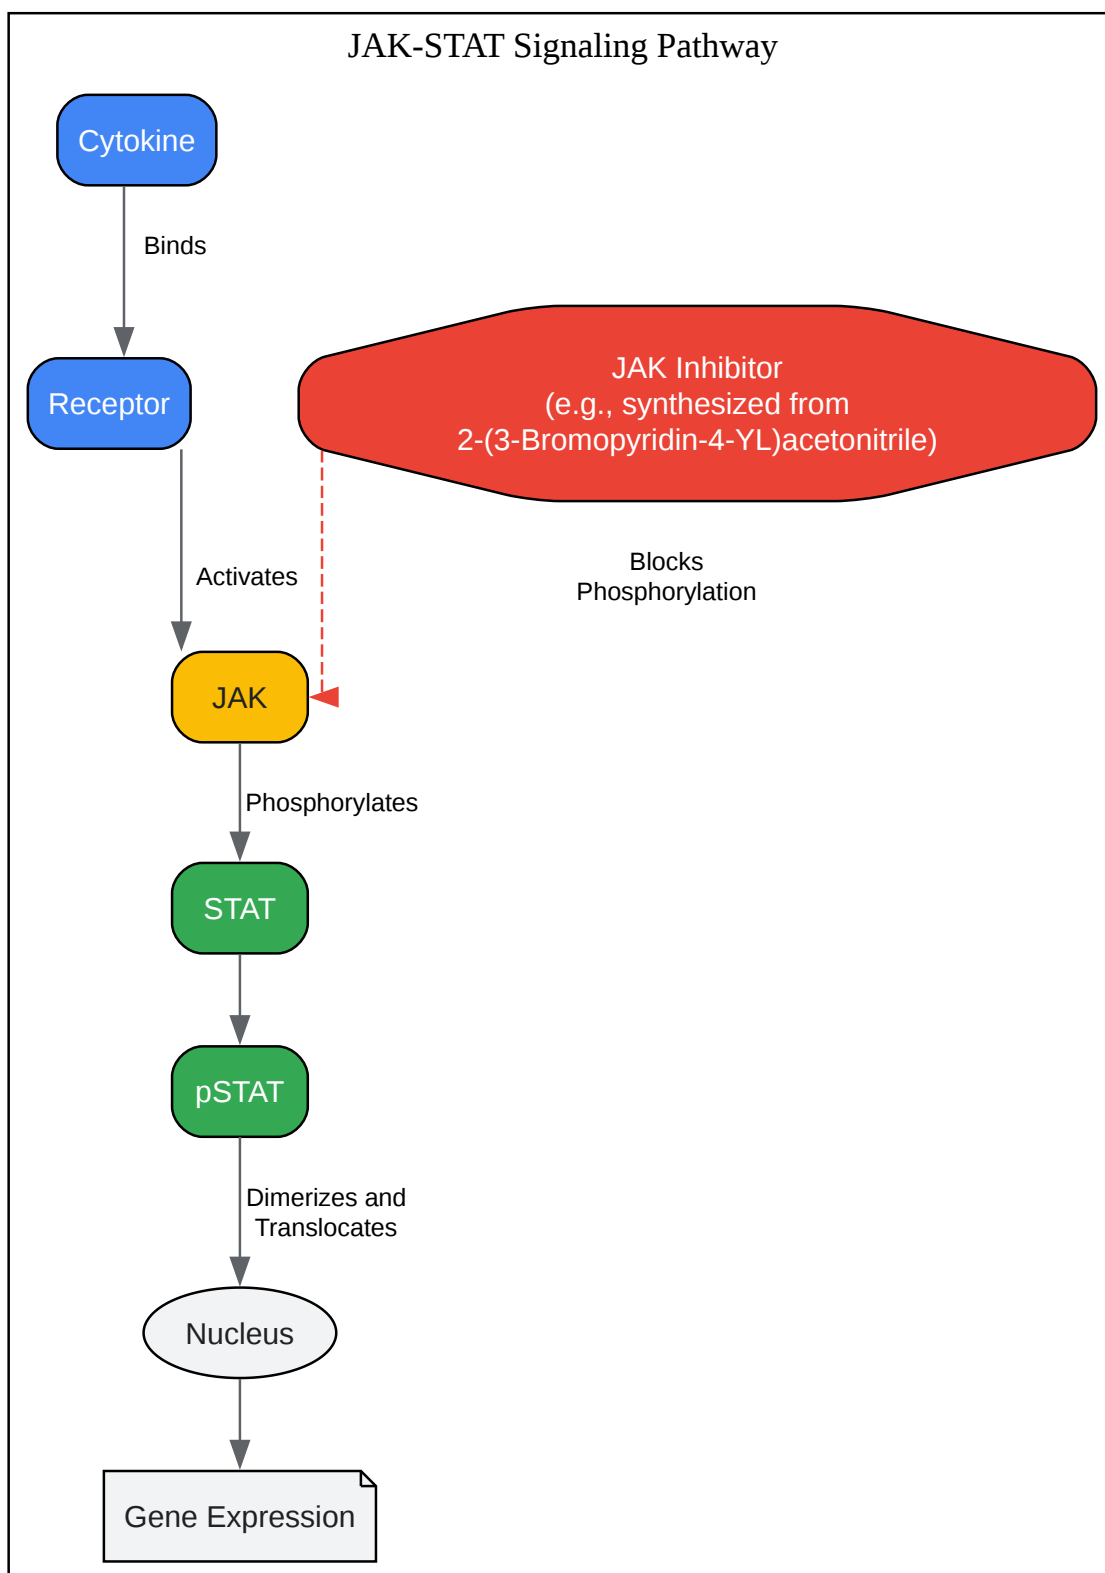 JAK-STAT Signaling Pathway
Cytokine
Binds
Receptor
JAK Inhibitor
(e.g., synthesized from
2-(3-Bromopyridin-4-YL)acetonitrile)
Activates
Blocks
Phosphorylation
JAK
Phosphorylates
STAT
pSTAT
Dimerizes and
Translocates
Nucleus
Gene Expression